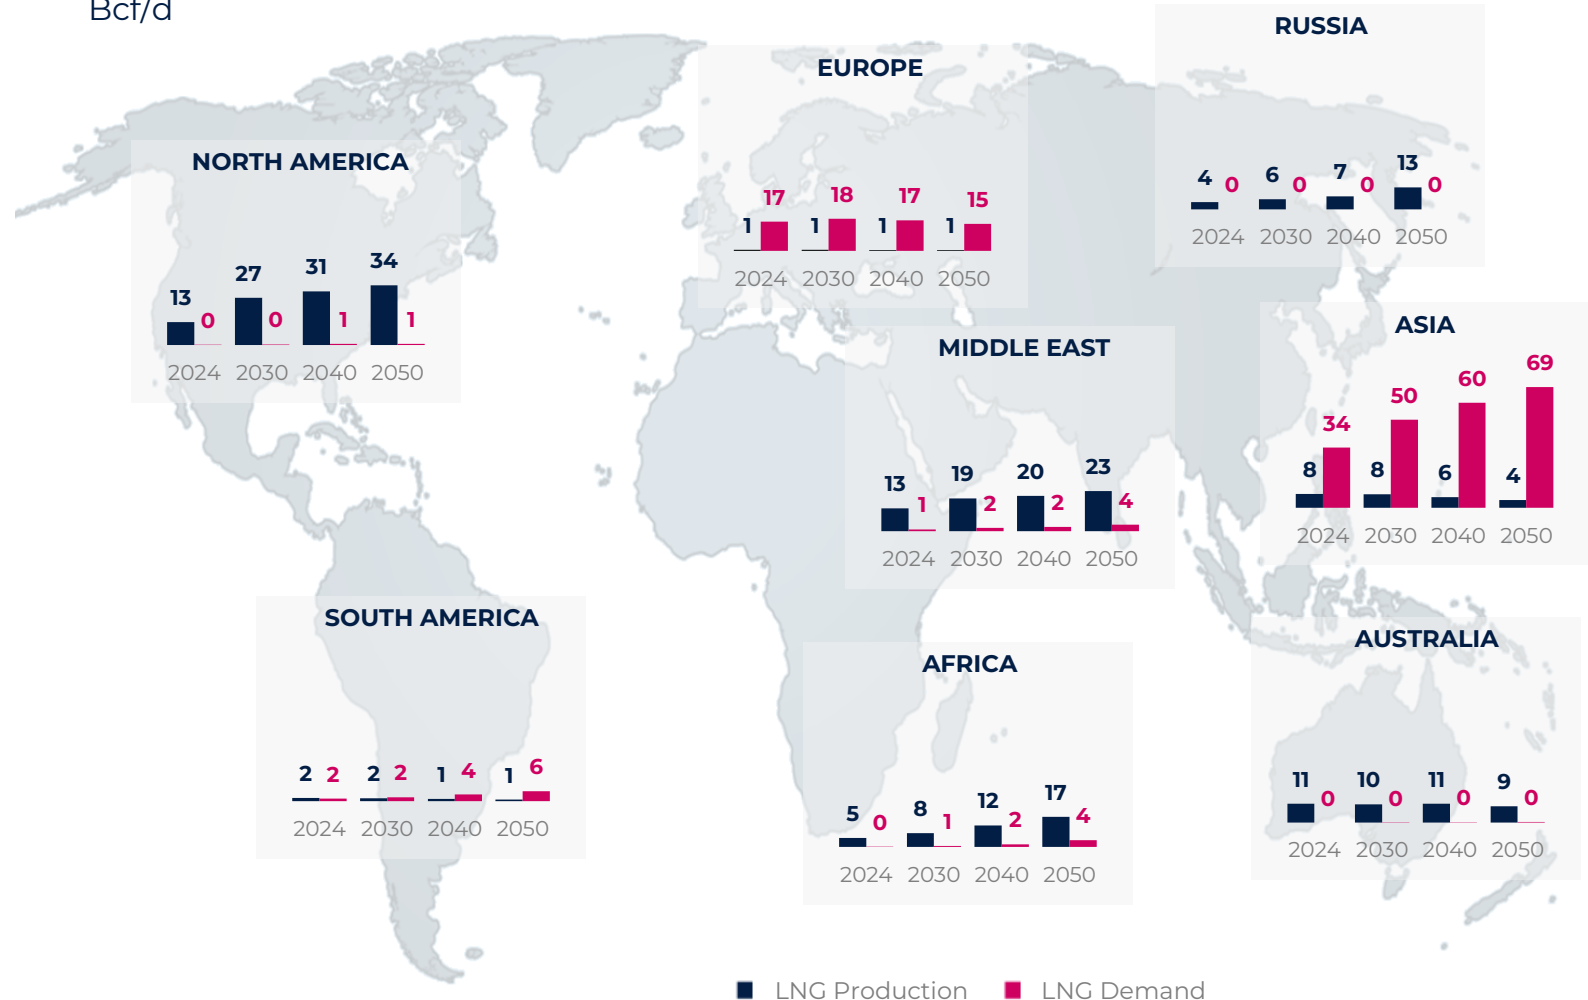 Bcf/d
RUSSIA
4 0 6 0 7 0 13 0
2024 2030 2040 2050
EUROPE
1 17 1 18 1 17 1 15
2024 2030 2040 2050
NORTH AMERICA
13 0 27 0 31 1 34 1
2024 2030 2040 2050
ASIA
8 34 8 50 6 60 4 69
2024 2030 2040 2050
MIDDLE EAST
13 1 19 2 20 2 23 4
2024 2030 2040 2050
SOUTH AMERICA
2 2 2 2 1 4 1 6
2024 2030 2040 2050
AFRICA
5 0 8 1 12 2 17 4
2024 2030 2040 2050
AUSTRALIA
11 0 10 0 11 0 9 0
2024 2030 2040 2050
LNG Production LNG Demand